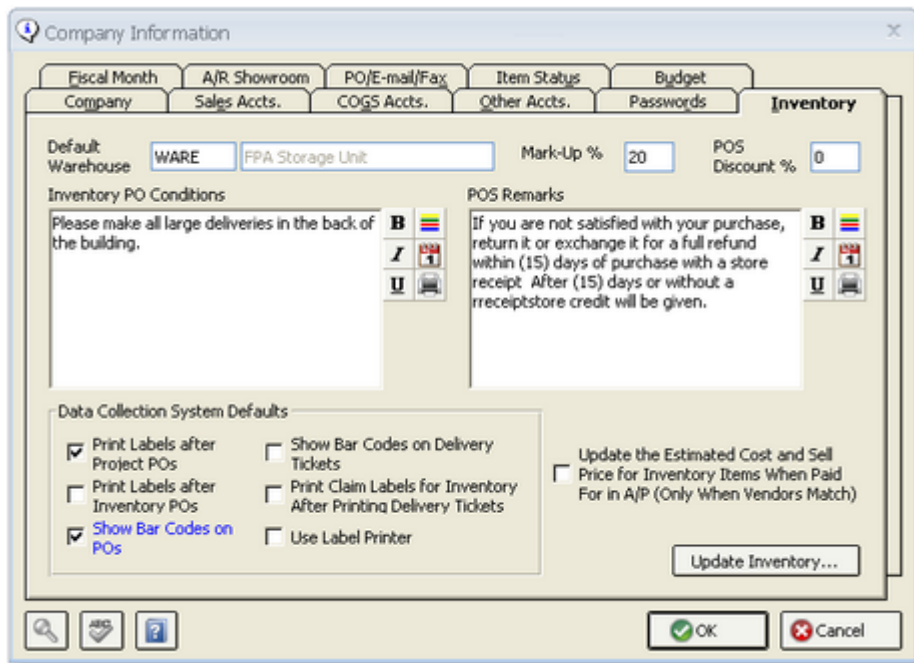 Company Information
Fiscal Month A/R Showroom PO/E-mail/Fax Item Status Budget
Company Sales Accts. COGS Accts. Other Accts. Passwords Inventory
Default
Warehouse WARE FPA Storage Unit Mark-Up % 20 POS
Discount % 0
Inventory PO Conditions
Please make all large deliveries in the back of
the building.
B
I
U
POS Remarks
If you are not satisfied with your purchase,
return it or exchange it for a full refund
within (15) days of purchase with a store
receipt After (15) days or without a
rreceiptstore credit will be given.
B
I
1
U
Data Collection System Defaults
Print Labels after
Project POs
Print Labels after
Inventory POs
Show Bar Codes on
POs
Show Bar Codes on Delivery
Tickets
Print Claim Labels for Inventory
After Printing Delivery Tickets
Use Label Printer
Update the Estimated Cost and Sell
Price for Inventory Items When Paid
For in A/P (Only When Vendors Match)
Update Inventory...
ABC
?
OK
Cancel